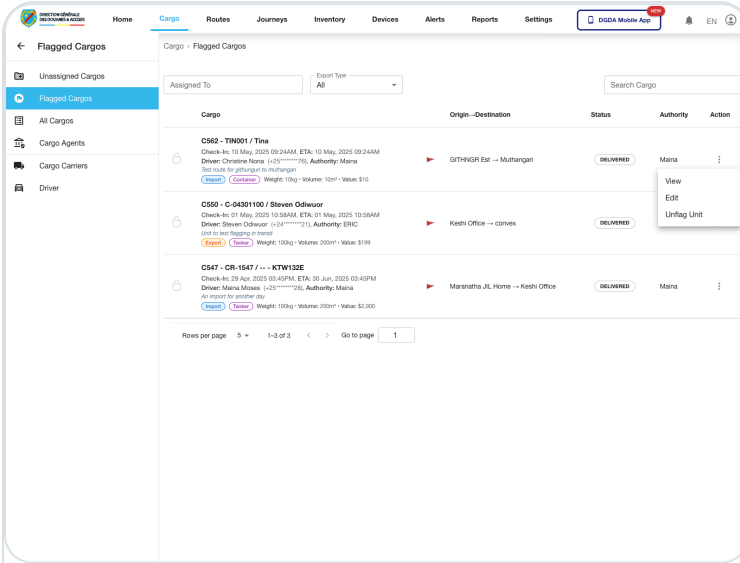 DIRECTION GÉNÉRALE
DES DOUANES & ACCISES
Home
Cargo
Routes
Journeys
Inventory
Devices
Alerts
Reports
Settings
DGDA Mobile App
NEW
EN
Flagged Cargos
Cargo › Flagged Cargos
Unassigned Cargos
Flagged Cargos
All Cargos
Cargo Agents
Cargo Carriers
Driver
Assigned To
Export Type
All
Search Cargo
Cargo
Origin→Destination
Status
Authority
Action
C562 - TIN001 / Tina
Check-In: 10 May, 2025 09:24AM, ETA: 10 May, 2025 09:24AM
Driver: Christine Nona (+25********76), Authority: Maina
Test route for githunguri to muthangari
Import Container Weight: 10kg • Volume: 10m³ • Value: $10
GITHNGR Est → Muthangari
DELIVERED
Maina
View
Edit
Unflag Unit
C550 - C-04301100 / Steven Odiwuor
Check-In: 01 May, 2025 10:58AM, ETA: 01 May, 2025 10:58AM
Driver: Steven Odiwuor (+24********21), Authority: ERIC
Unit to test flagging in transit
Export Tanker Weight: 100kg • Volume: 200m³ • Value: $199
Keshi Office → convex
DELIVERED
C547 - CR-1547 / -- - KTW132E
Check-In: 29 Apr, 2025 03:45PM, ETA: 30 Jun, 2025 03:45PM
Driver: Maina Moses (+25********28), Authority: Maina
An import for another day
Import Tanker Weight: 100kg • Volume: 200m³ • Value: $2,000
Maranatha JIL Home → Keshi Office
DELIVERED
Maina
Rows per page 5 1–3 of 3 Go to page 1